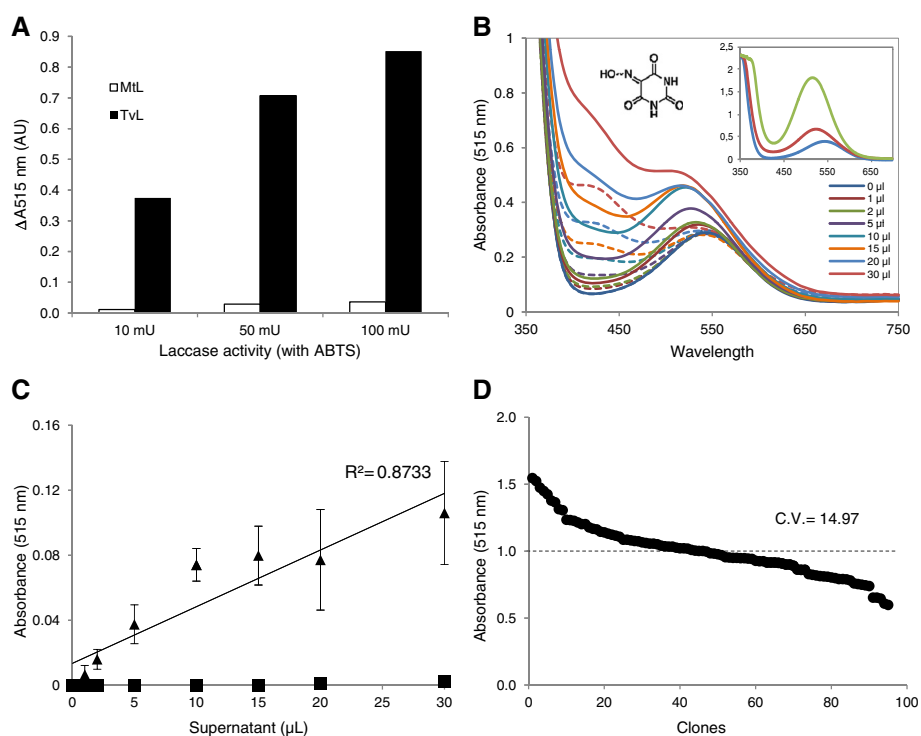 A
ΔΔA515 nm (AU)
1.0
0.9
0.8
0.7
0.6
0.5
0.4
0.3
0.2
0.1
0.0
MtL
TvL
10 mU
50 mU
100 mU
Laccase activity (with ABTS)
B
Absorbance (515 nm)
1
0.8
0.6
0.4
0.2
0
350
450
550
650
750
Wavelength
HO
N
O
O
NH
N
H
O
2,5
2
1,5
1
0,5
0
350
450
550
650
0 µl
1 µl
2 µl
5 µl
10 µl
15 µl
20 µl
30 µl
C
Absorbance (515 nm)
0.16
0.12
0.08
0.04
0
R²= 0.8733
0
5
10
15
20
25
30
Supernatant (µL)
D
Absorbance (515 nm)
2.0
1.5
1.0
0.5
0.0
C.V.= 14.97
0
20
40
60
80
100
Clones